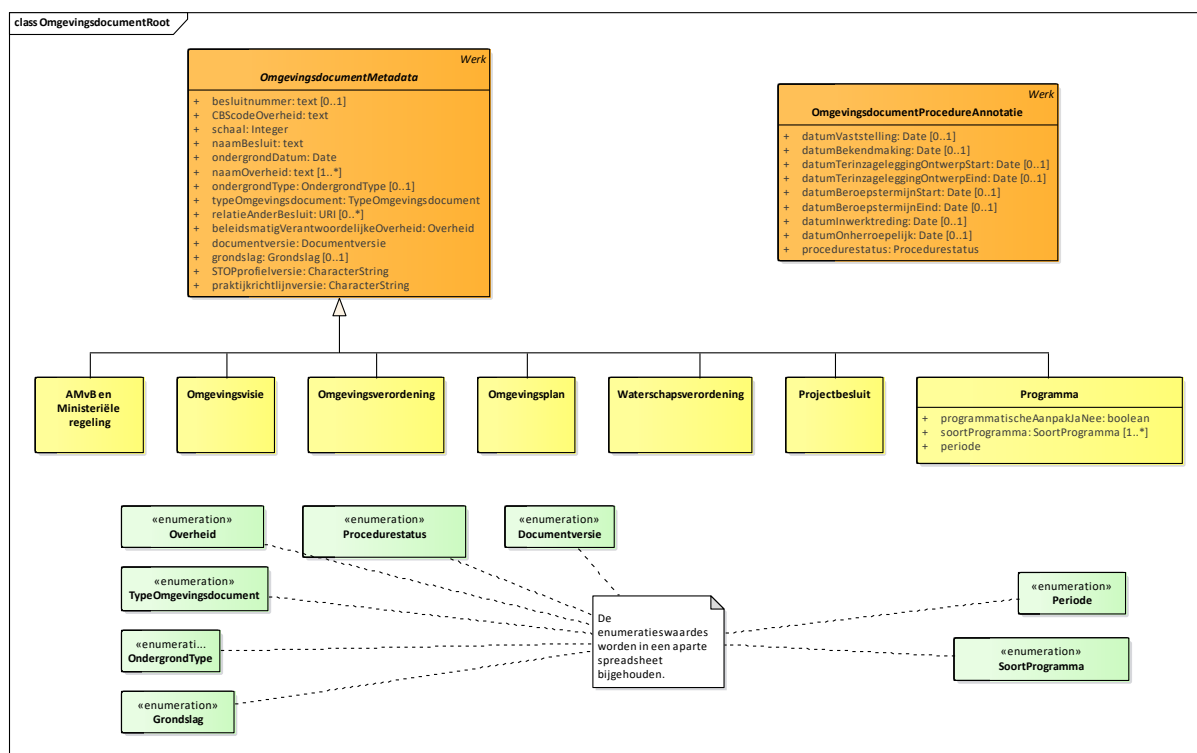 class OmgevingsdocumentRoot
Werk
OmgevingsdocumentMetadata
+ besluitnummer: text [0..1]
+ CBScodeOverheid: text
+ schaal: Integer
+ naamBesluit: text
+ ondergrondDatum: Date
+ naamOverheid: text [1..*]
+ ondergrondType: OndergrondType [0..1]
+ typeOmgevingsdocument: TypeOmgevingsdocument
+ relatieAnderBesluit: URI [0..*]
+ beleidsmatigVerantwoordelijkeOverheid: Overheid
+ documentversie: Documentversie
+ grondslag: Grondslag [0..1]
+ STOPprofielversie: CharacterString
+ praktijkrichtlijnversie: CharacterString
Werk
OmgevingsdocumentProcedureAnnotatie
+ datumVaststelling: Date [0..1]
+ datumBekendmaking: Date [0..1]
+ datumTerinzageleggingOntwerpStart: Date [0..1]
+ datumTerinzageleggingOntwerpEind: Date [0..1]
+ datumBeroepstermijnStart: Date [0..1]
+ datumBeroepstermijnEind: Date [0..1]
+ datumInwerktreding: Date [0..1]
+ datumOnherroepelijk: Date [0..1]
+ procedurestatus: Procedurestatus
AMvB en
Ministeriële
regeling
Omgevingsvisie
Omgevingsverordening
Omgevingsplan
Waterschapsverordening
Projectbesluit
Programma
+ programmatischeAanpakJaNee: boolean
+ soortProgramma: SoortProgramma [1..*]
+ periode
«enumeration»
Overheid
«enumeration»
Procedurestatus
«enumeration»
Documentversie
«enumeration»
TypeOmgevingsdocument
«enumerati...
OndergrondType
«enumeration»
Grondslag
De
enumeratieswaardes
worden in een aparte
spreadsheet
bijgehouden.
«enumeration»
Periode
«enumeration»
SoortProgramma